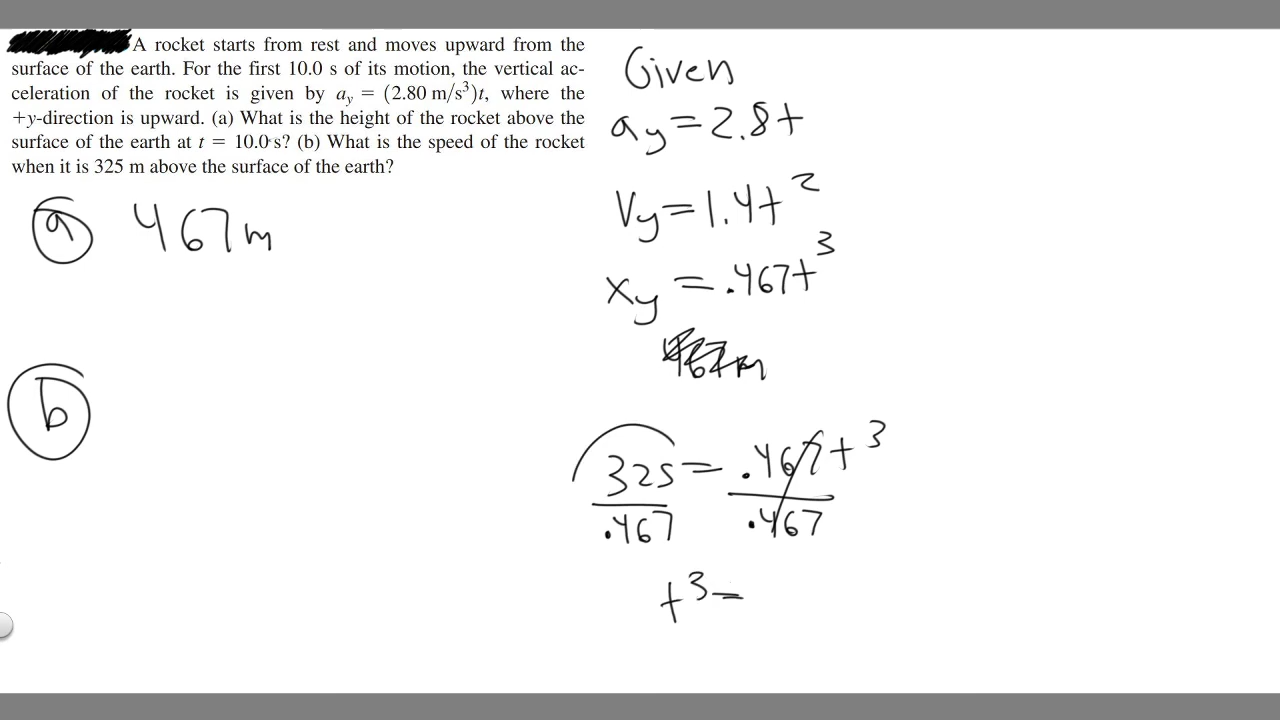 A rocket starts from rest and moves upward from the
surface of the earth. For the first 10.0 s of its motion, the vertical ac-
celeration of the rocket is given by a_y = (2.80 m/s³)t, where the
+y-direction is upward. (a) What is the height of the rocket above the
surface of the earth at t = 10.0 s? (b) What is the speed of the rocket
when it is 325 m above the surface of the earth?
a 467m
b
Given
ay=2.8t
Vy=1.4t²
xy=.467t³
467m
325=.467t³
.467 .467
t³=